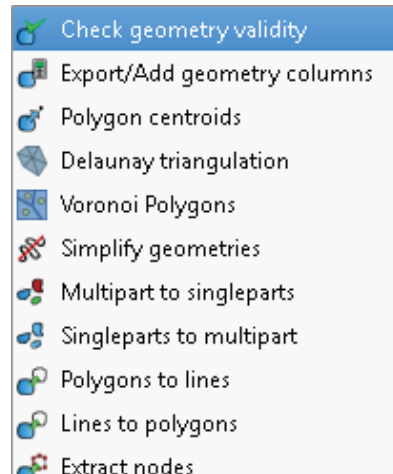 Check geometry validity
Export/Add geometry columns
Polygon centroids
Delaunay triangulation
Voronoi Polygons
Simplify geometries
Multipart to singleparts
Singleparts to multipart
Polygons to lines
Lines to polygons
Extract nodes